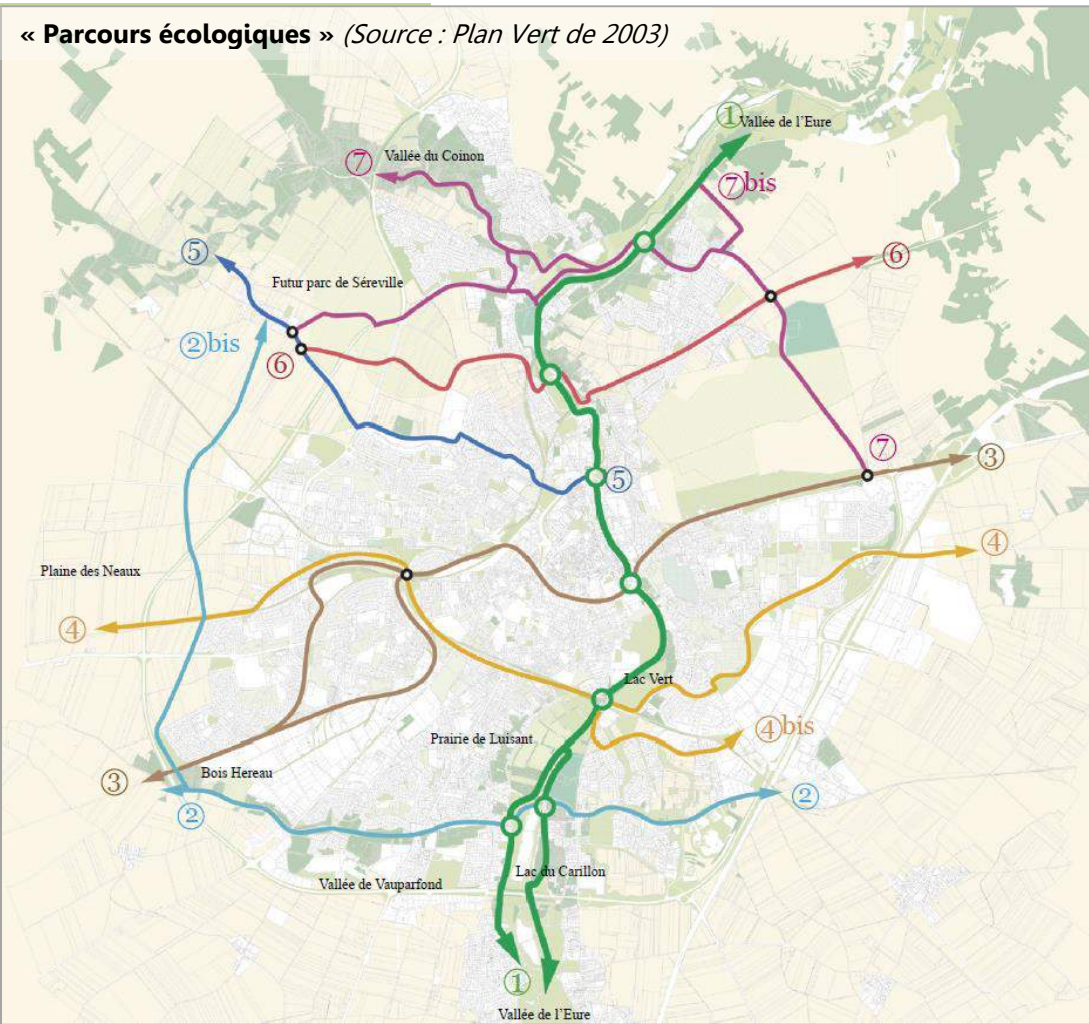 « Parcours écologiques » (Source : Plan Vert de 2003)
① Vallée de l'Eure
⑦ Vallée du Coinon
⑦bis
⑤
⑥
Futur parc de Séreville
②bis
⑥
⑦
③
⑤
④
Plaine des Neaux
④
Lac Vert
④bis
Prairie de Luisant
③
Bois Hereau
②
②
Lac du Carillon
Vallée de Vauparfond
①
Vallée de l'Eure